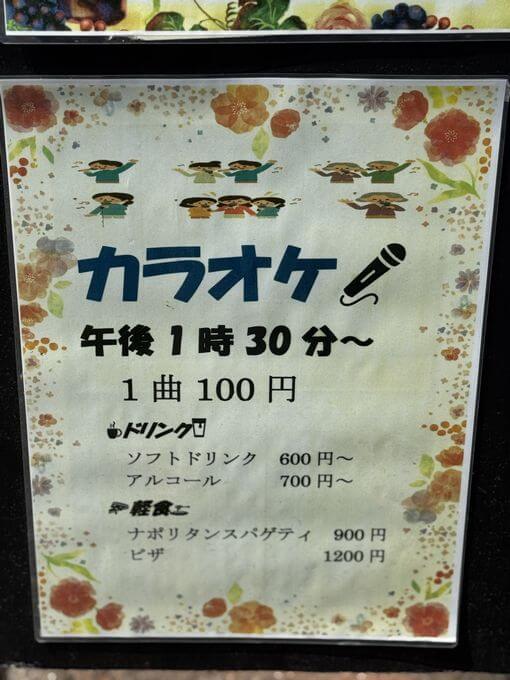 カラオケ
午後1時30分～
1曲100円
ドリンク
ソフトドリンク 600円～
アルコール 700円～
軽食
ナポリタンスパゲティ 900円
ピザ 1200円